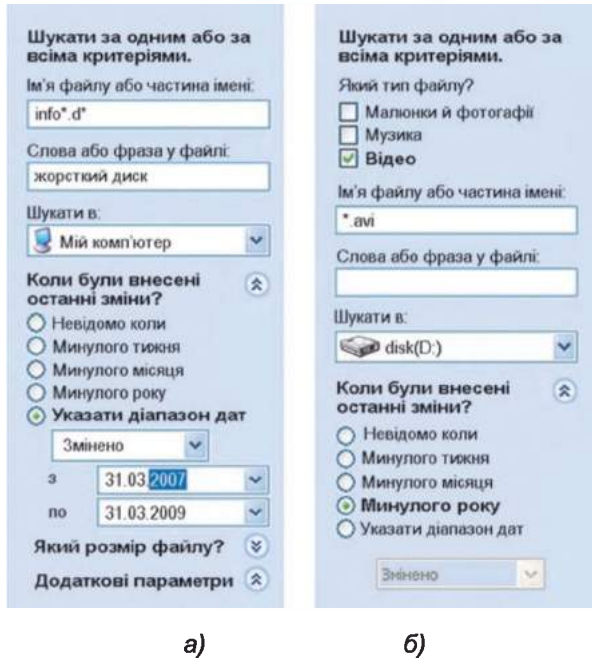 Шукати за одним або за
всіма критеріями.
Ім'я файлу або частина імені:
info*.d*
Слова або фраза у файлі:
жорсткий диск
Шукати в:
Мій комп'ютер
Коли були внесені
останні зміни?
Невідомо коли
Минулого тижня
Минулого місяця
Минулого року
Указати діапазон дат
Змінено
з 31.03.2007
по 31.03.2009
Який розмір файлу?
Додаткові параметри
а)
Шукати за одним або за
всіма критеріями.
Який тип файлу?
Малюнки й фотографії
Музика
Відео
Ім'я файлу або частина імені:
*.avi
Слова або фраза у файлі:
Шукати в:
disk(D:)
Коли були внесені
останні зміни?
Невідомо коли
Минулого тижня
Минулого місяця
Минулого року
Указати діапазон дат
Змінено
б)